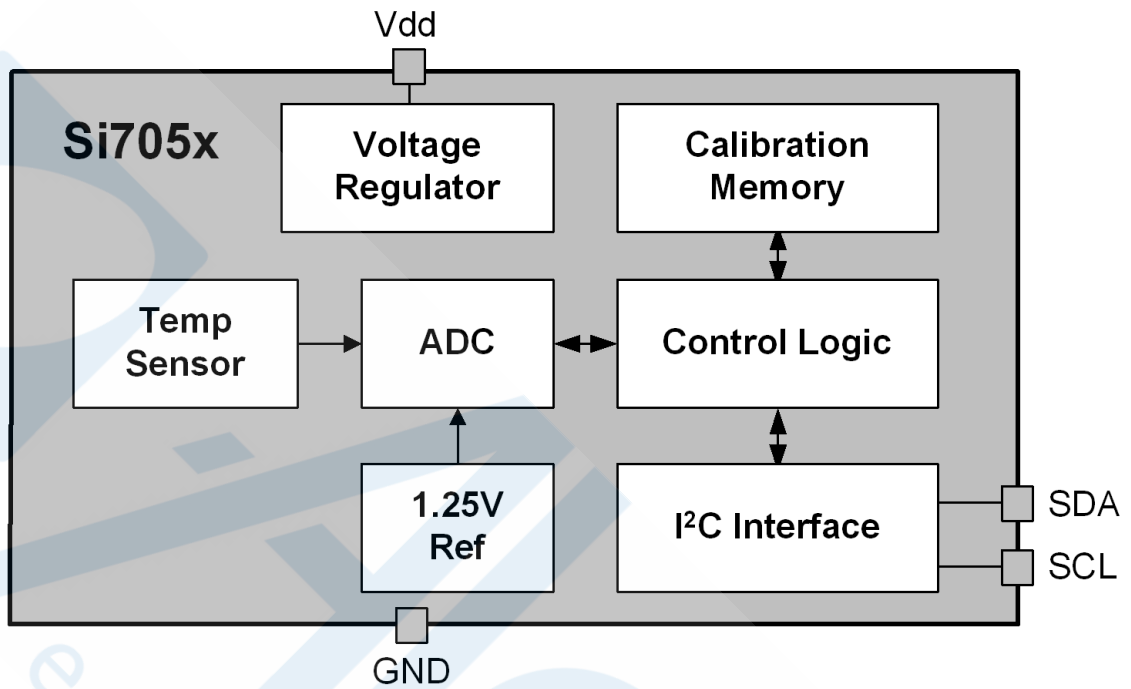 Vdd
Si705x
Voltage
Regulator
Calibration
Memory
Temp
Sensor
ADC
Control Logic
1.25V
Ref
I²C Interface
SDA
SCL
GND